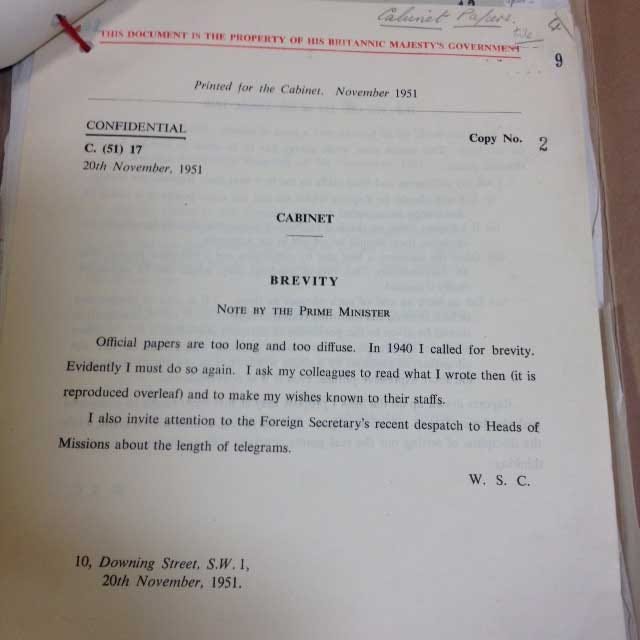 Cabinet Papers.
file
THIS DOCUMENT IS THE PROPERTY OF HIS BRITANNIC MAJESTY'S GOVERNMENT
9
Printed for the Cabinet. November 1951
CONFIDENTIAL
Copy No. 2
C. (51) 17
20th November, 1951
CABINET
BREVITY
NOTE BY THE PRIME MINISTER
Official papers are too long and too diffuse. In 1940 I called for brevity.
Evidently I must do so again. I ask my colleagues to read what I wrote then (it is
reproduced overleaf) and to make my wishes known to their staffs.
I also invite attention to the Foreign Secretary's recent despatch to Heads of
Missions about the length of telegrams.
W. S. C.
10, Downing Street, S.W. 1,
20th November, 1951.